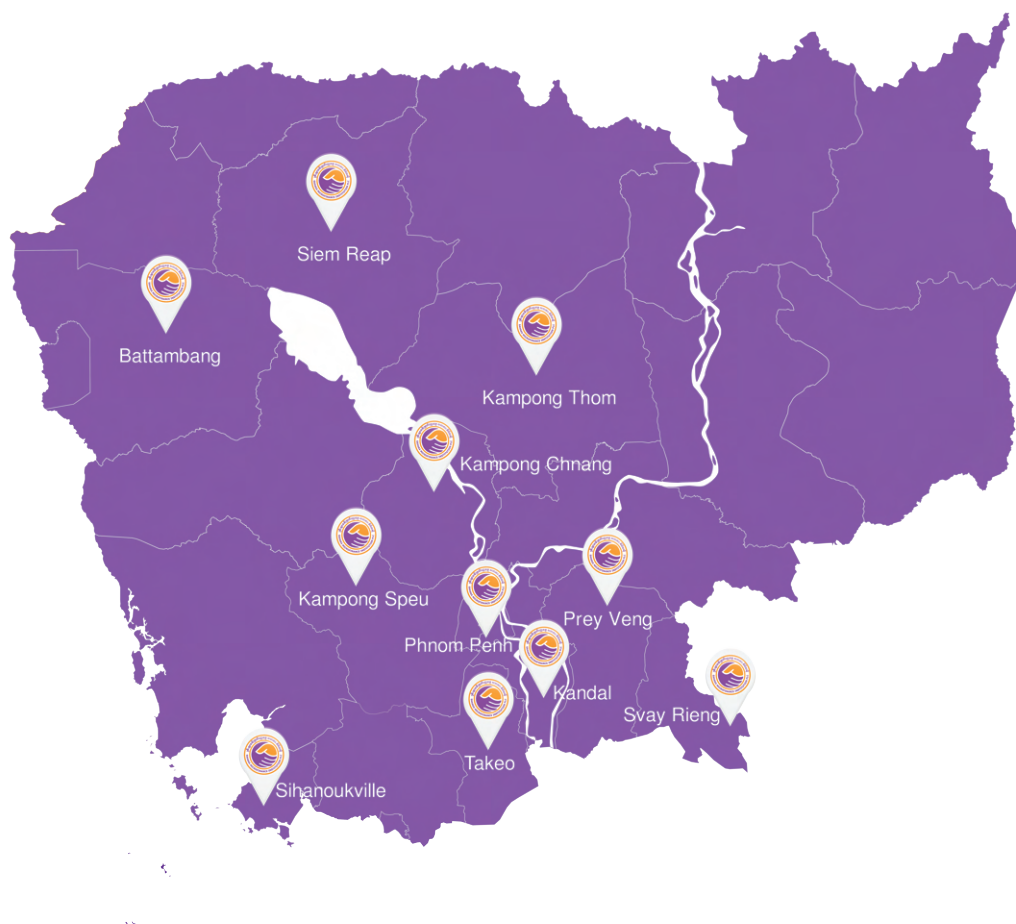 Siem Reap
Battambang
Kampong Thom
Kampong Chnang
Kampong Speu
Prey Veng
Phnom Penh
Kandal
Svay Rieng
Takeo
Sihanoukville